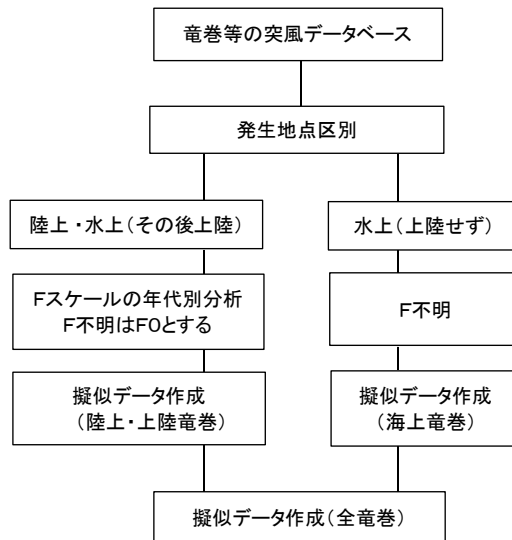 竜巻等の突風データベース
発生地点区別
陸上・水上(その後上陸)
水上(上陸せず)
Fスケールの年代別分析
F不明はF0とする
F不明
擬似データ作成
(陸上・上陸竜巻)
擬似データ作成
(海上竜巻)
擬似データ作成(全竜巻)